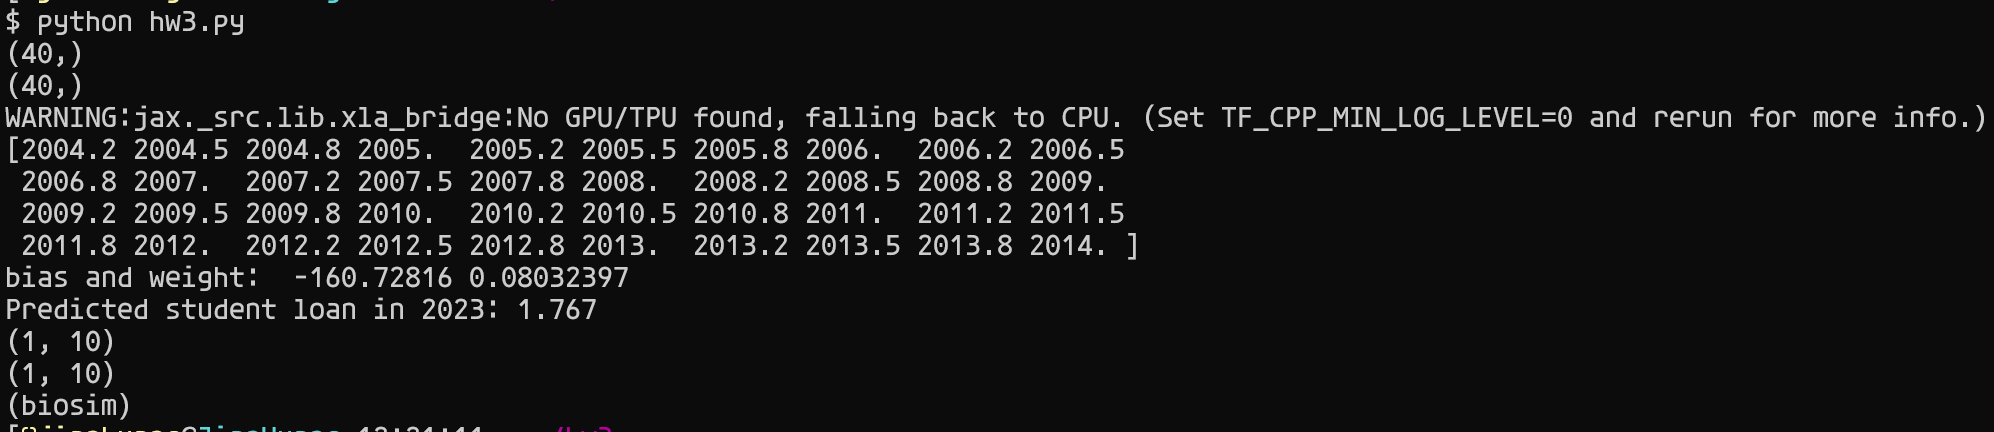 $ python hw3.py
(40,)
(40,)
WARNING:jax._src.lib.xla_bridge:No GPU/TPU found, falling back to CPU. (Set TF_CPP_MIN_LOG_LEVEL=0 and rerun for more info.)
[2004.2 2004.5 2004.8 2005.  2005.2 2005.5 2005.8 2006.  2006.2 2006.5
 2006.8 2007.  2007.2 2007.5 2007.8 2008.  2008.2 2008.5 2008.8 2009.
 2009.2 2009.5 2009.8 2010.  2010.2 2010.5 2010.8 2011.  2011.2 2011.5
 2011.8 2012.  2012.2 2012.5 2012.8 2013.  2013.2 2013.5 2013.8 2014. ]
bias and weight:  -160.72816 0.08032397
Predicted student loan in 2023: 1.767
(1, 10)
(1, 10)
(biosim)